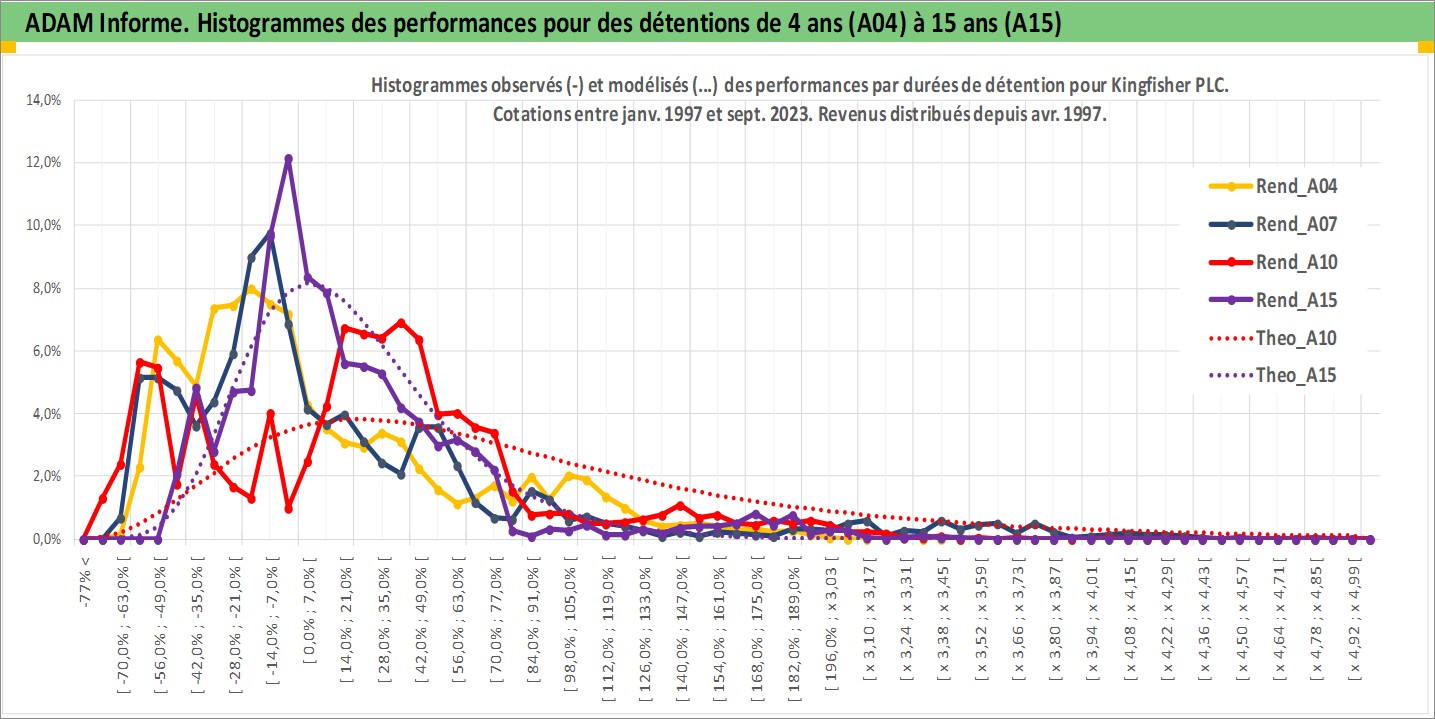 ADAM Informe. Histogrammes des performances pour des détentions de 4 ans (A04) à 15 ans (A15)
Histogrammes observés (-) et modélisés (...) des performances par durées de détention pour Kingfisher PLC.
Cotations entre janv. 1997 et sept. 2023. Revenus distribués depuis avr. 1997.
14,0%
12,0%
10,0%
8,0%
6,0%
4,0%
2,0%
0,0%
Rend_A04
Rend_A07
Rend_A10
Rend_A15
Theo_A10
Theo_A15
-77% <
[ -70,0% ; -63,0% [
[ -56,0% ; -49,0% [
[ -42,0% ; -35,0% [
[ -28,0% ; -21,0% [
[ -14,0% ; -7,0% [
[ 0,0% ; 7,0% [
[ 14,0% ; 21,0% [
[ 28,0% ; 35,0% [
[ 42,0% ; 49,0% [
[ 56,0% ; 63,0% [
[ 70,0% ; 77,0% [
[ 84,0% ; 91,0% [
[ 98,0% ; 105,0% [
[ 112,0% ; 119,0% [
[ 126,0% ; 133,0% [
[ 140,0% ; 147,0% [
[ 154,0% ; 161,0% [
[ 168,0% ; 175,0% [
[ 182,0% ; 189,0% [
[ 196,0% ; x 3,03 [
[ x 3,10 ; x 3,17 [
[ x 3,24 ; x 3,31 [
[ x 3,38 ; x 3,45 [
[ x 3,52 ; x 3,59 [
[ x 3,66 ; x 3,73 [
[ x 3,80 ; x 3,87 [
[ x 3,94 ; x 4,01 [
[ x 4,08 ; x 4,15 [
[ x 4,22 ; x 4,29 [
[ x 4,36 ; x 4,43 [
[ x 4,50 ; x 4,57 [
[ x 4,64 ; x 4,71 [
[ x 4,78 ; x 4,85 [
[ x 4,92 ; x 4,99 [